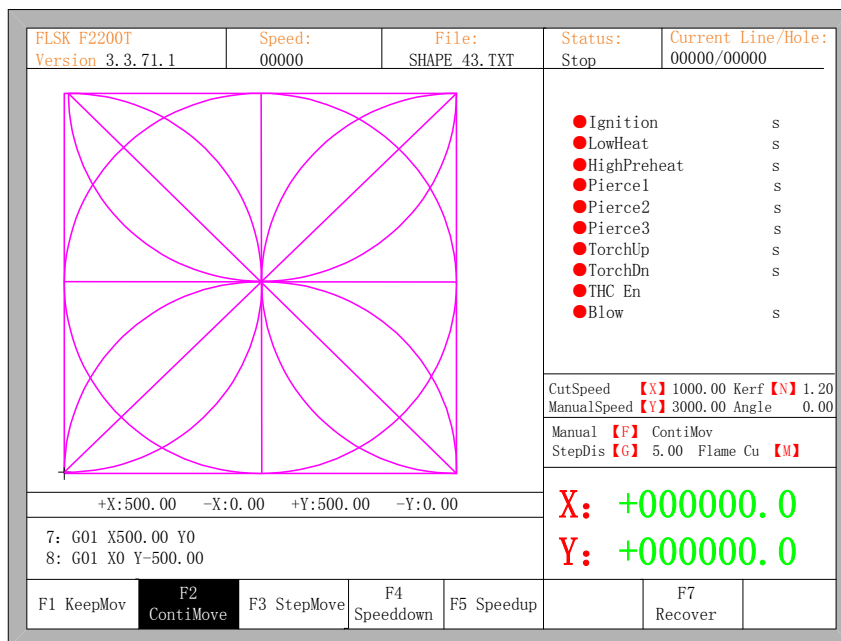 FLSK F2200T Speed: File: Status: Current Line/Hole:
Version 3.3.71.1 00000 SHAPE 43.TXT Stop 00000/00000
Ignition s
LowHeat s
HighPreheat s
Pierce1 s
Pierce2 s
Pierce3 s
TorchUp s
TorchDn s
THC En
Blow s
CutSpeed 【X】 1000.00 Kerf 【N】 1.20
ManualSpeed 【Y】 3000.00 Angle 0.00
Manual 【F】 ContiMov
StepDis 【G】 5.00 Flame Cu 【M】
+X:500.00 -X:0.00 +Y:500.00 -Y:0.00
7: G01 X500.00 Y0
8: G01 X0 Y-500.00
X: +000000.0
Y: +000000.0
F1 KeepMov
F2
ContiMove
F3 StepMove
F4
Speeddown
F5 Speedup
F7
Recover